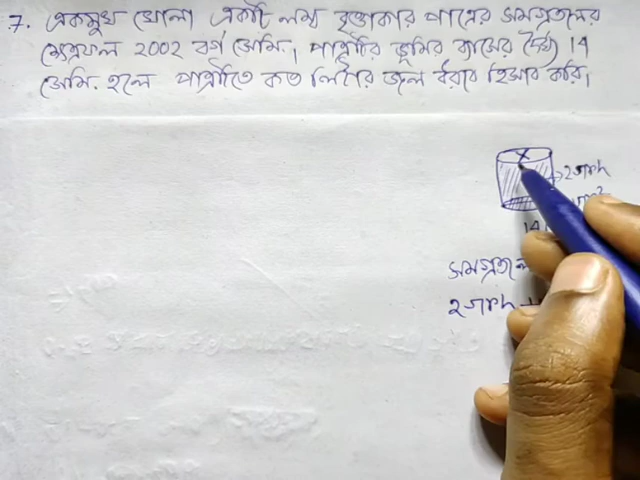 7. একমুখ খোলা একটি লম্ব বৃত্তাকার পাত্রের সমগ্রতলের
ক্ষেত্রফল 2002 বর্গ সেমি.। পাত্রটির ভূমির ব্যাসের দৈর্ঘ্য 14
সেমি. হলে পাত্রটিতে কত লিটার জল ধরবে হিসাব করি।
2πrh
14
সমগ্রতলে
2πrh +